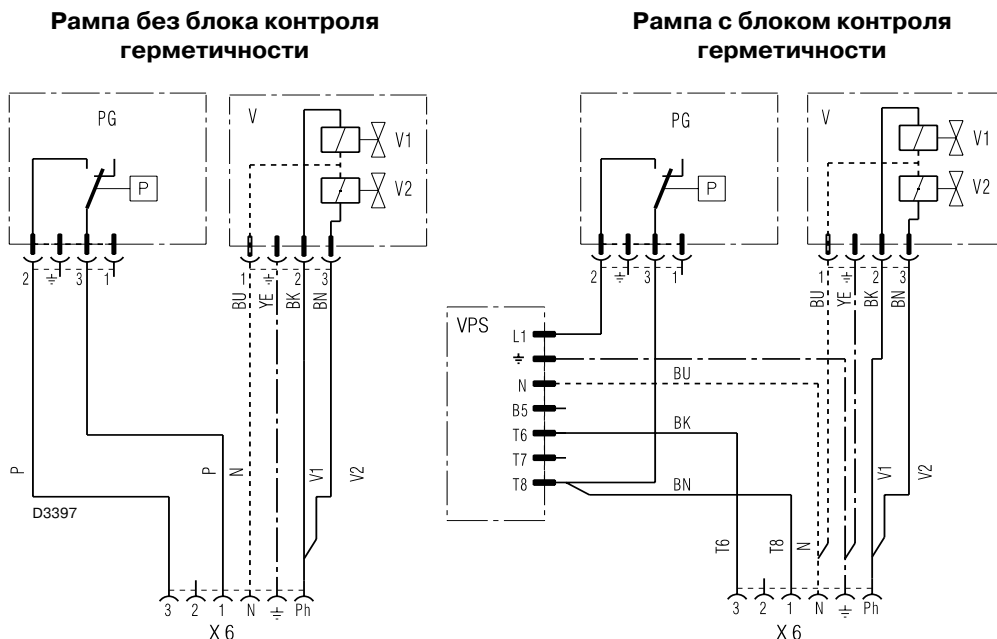 Рампа без блока контроля
герметичности
PG
P
2
3
1
V
V1
V2
1
2
3
BU
YE
BK
BN
P
P
N
V1
V2
D3397
3
2
1
N
Ph
X 6
Рампа с блоком контроля
герметичности
PG
P
2
3
1
V
V1
V2
1
2
3
BU
YE
BK
BN
VPS
L1
N
B5
T6
T7
T8
BU
BK
BN
T6
T8
N
V1
V2
3
2
1
N
Ph
X 6